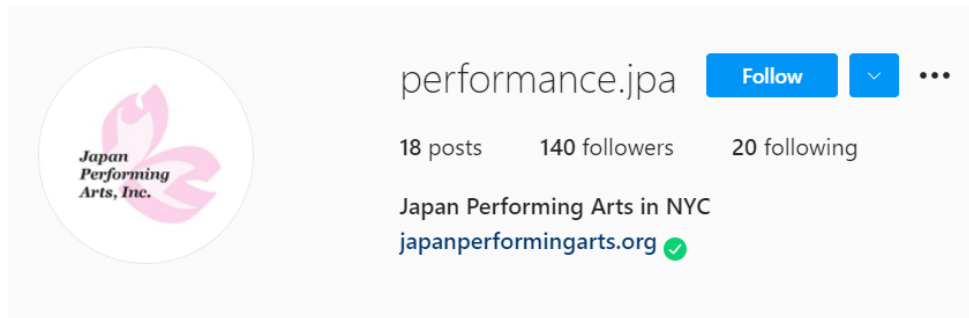 Japan
Performing
Arts, Inc.
performance.jpa Follow
18 posts 140 followers 20 following
Japan Performing Arts in NYC
japanperformingarts.org